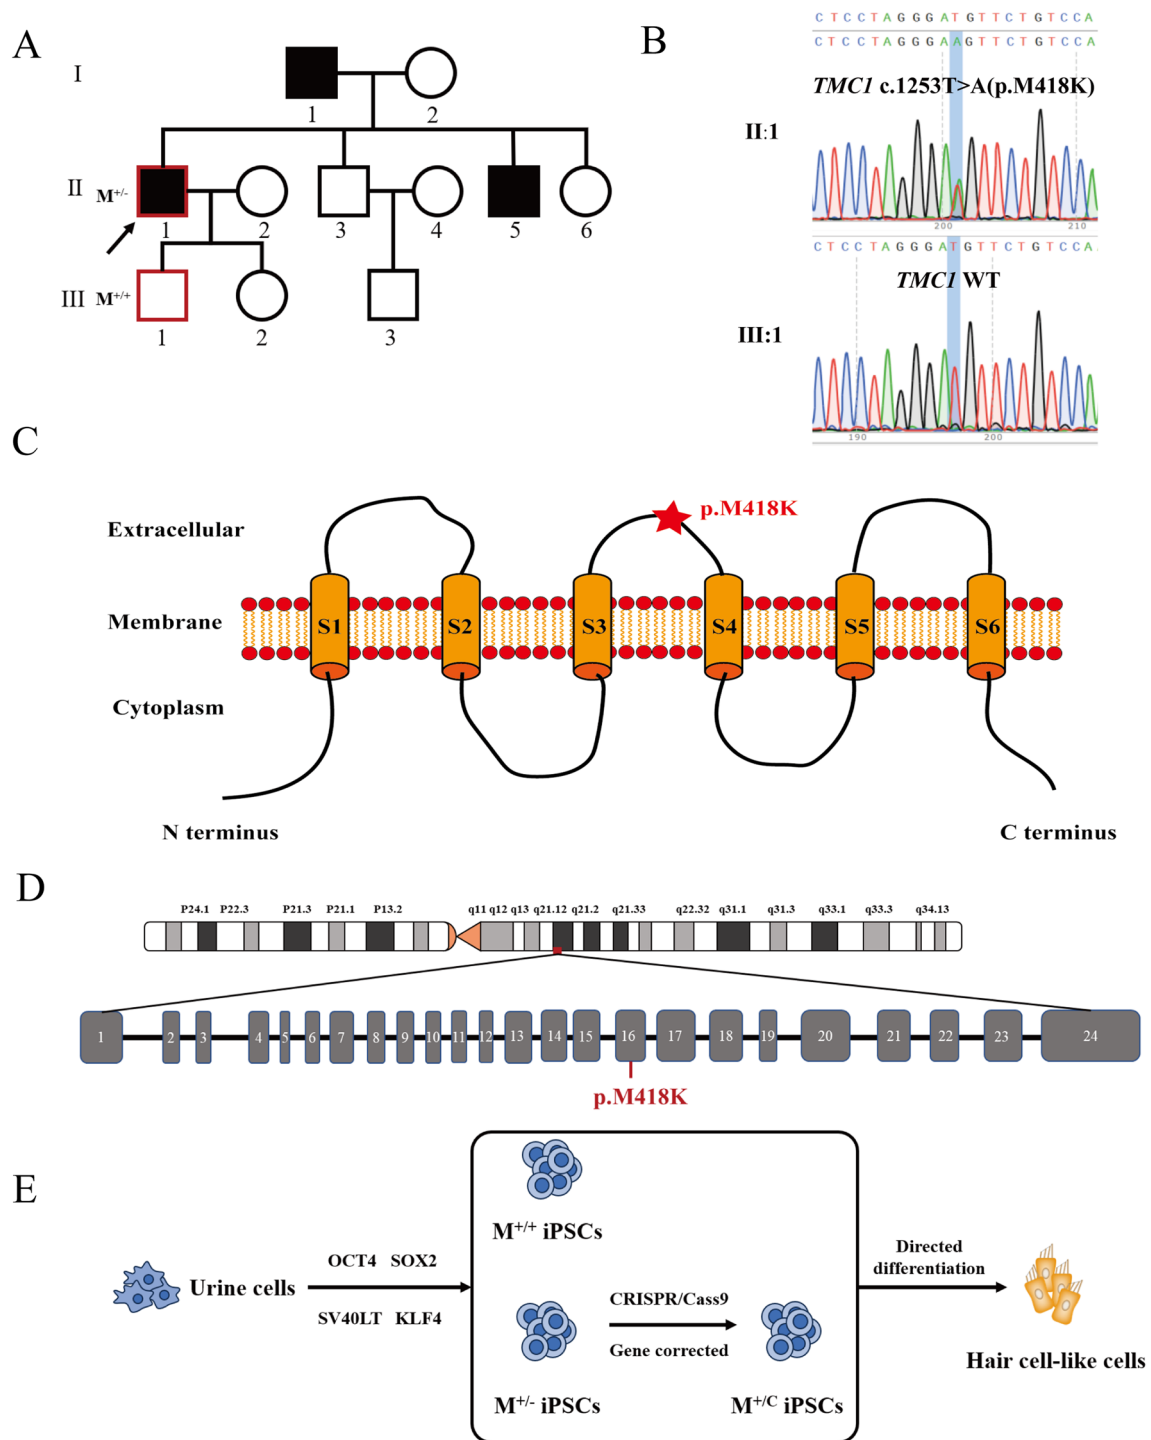 A
I
1
2
II
M+/-
1
2
3
4
5
6
III
M+/+
1
2
3
B
C T C C T A G G G A T G T T C T G T C C A
C T C C T A G G G A A G T T C T G T C C A
TMC1 c.1253T>A(p.M418K)
II:1
200
210
C T C C T A G G G A T G T T C T G T C C A
TMC1 WT
III:1
190
200
C
p.M418K
Extracellular
Membrane
S1 S2 S3 S4 S5 S6
Cytoplasm
N terminus
C terminus
D
P24.1 P22.3 P21.3 P21.1 P13.2 q11 q12 q13 q21.12 q21.2 q21.33 q22.32 q31.1 q31.3 q33.1 q33.3 q34.13
1 2 3 4 5 6 7 8 9 10 11 12 13 14 15 16 17 18 19 20 21 22 23 24
p.M418K
E
Urine cells
OCT4 SOX2
SV40LT KLF4
M+/+ iPSCs
CRISPR/Cass9
Gene corrected
M+/- iPSCs
M+/C iPSCs
Directed
differentiation
Hair cell-like cells